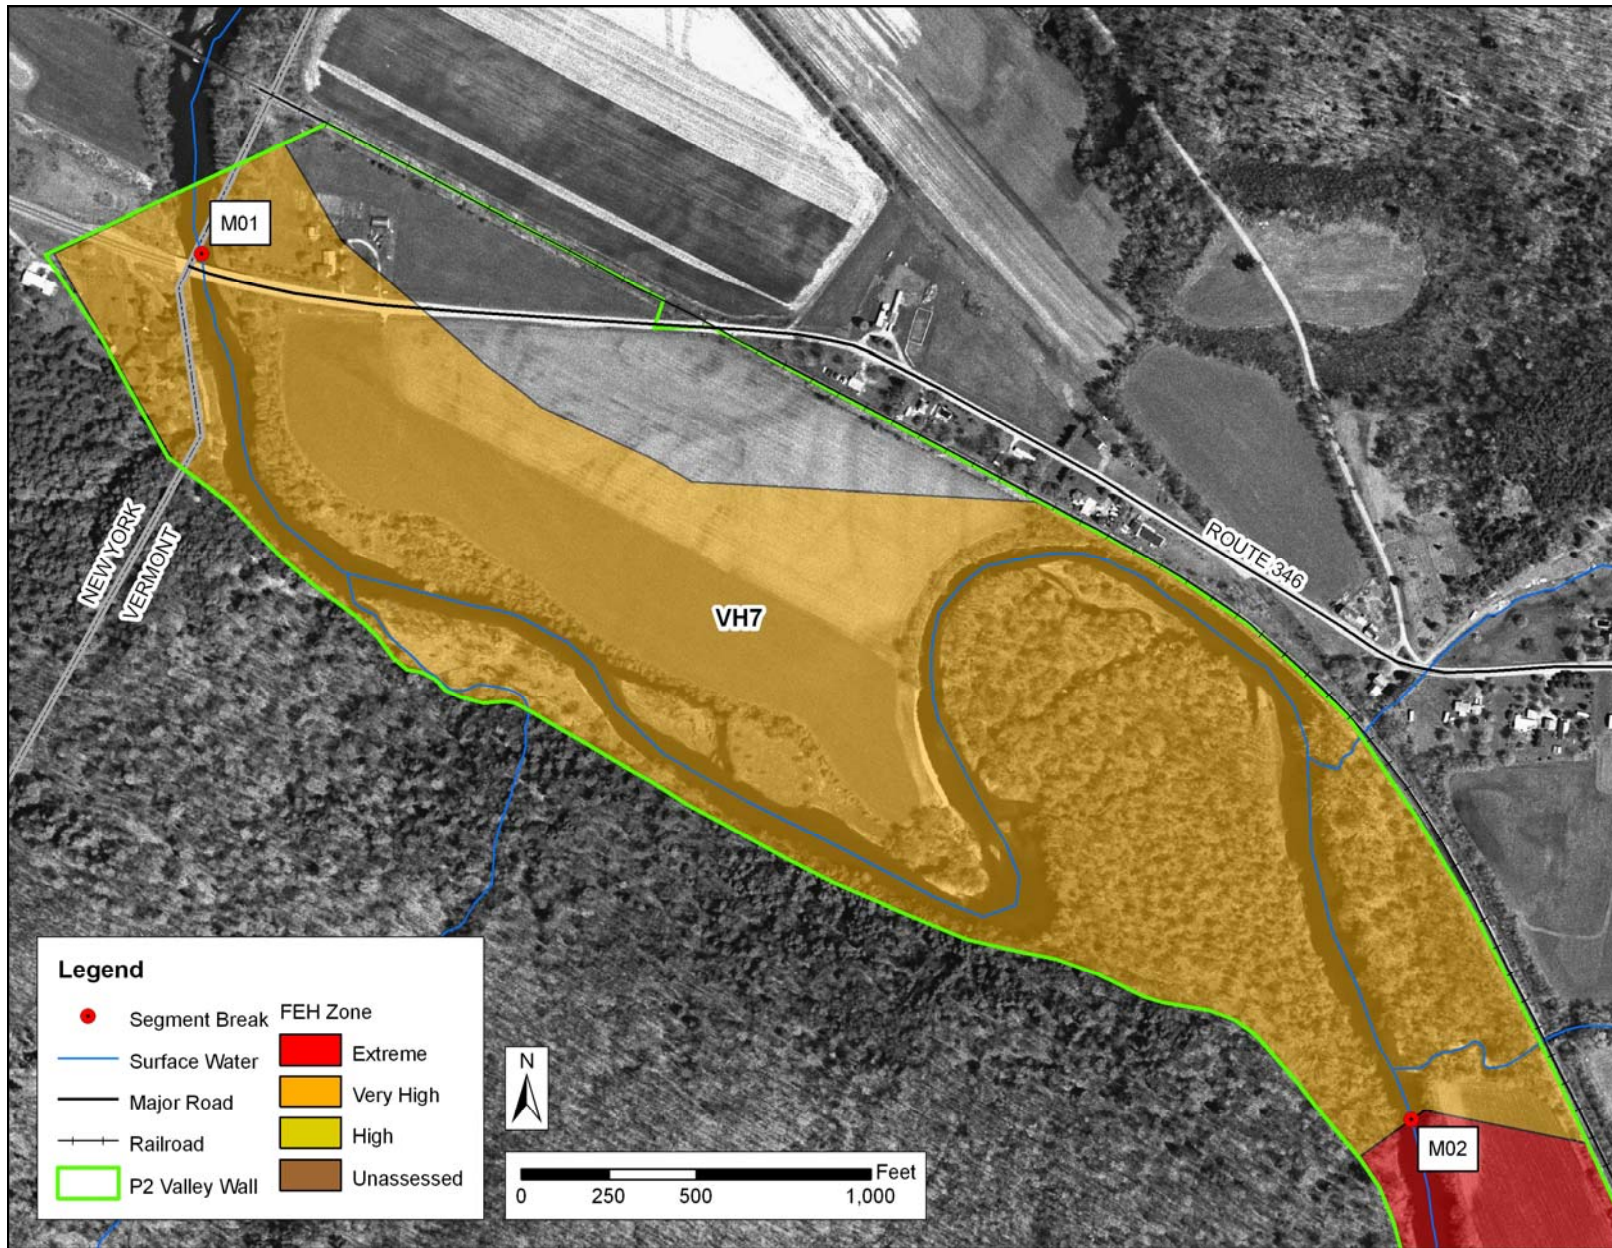 M01
NEW YORK
VERMONT
ROUTE 346
VH7
M02
Legend
Segment Break
Surface Water
Major Road
Railroad
P2 Valley Wall
FEH Zone
Extreme
Very High
High
Unassessed
N
Feet
0 250 500 1,000